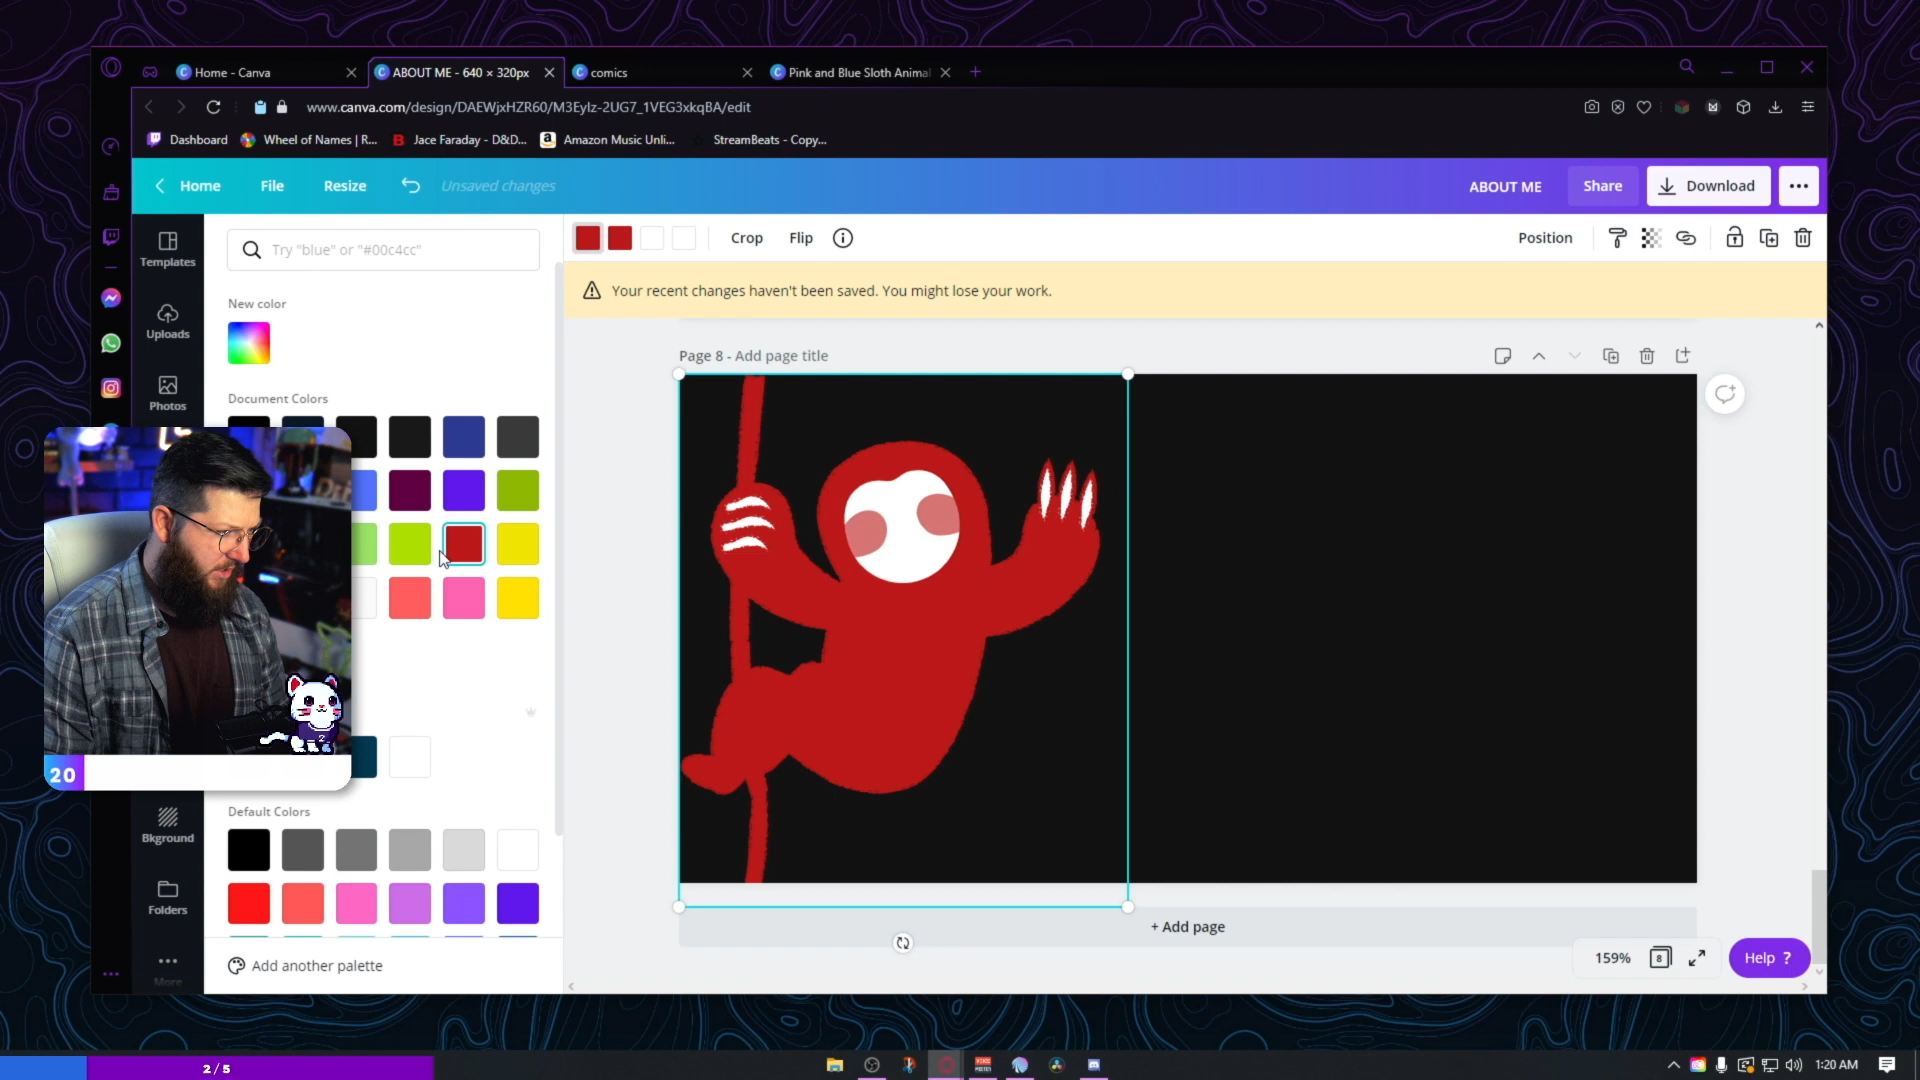 Home - Canva
ABOUT ME - 640 × 320px
comics
Pink and Blue Sloth Animal
www.canva.com/design/DAEWjxHZR60/M3EyIz-2UG7_1VEG3xkqBA/edit
Dashboard
Wheel of Names | R...
Jace Faraday - D&D...
Amazon Music Unli...
StreamBeats - Copy...
Home
File
Resize
Unsaved changes
ABOUT ME
Share
Download
Templates
Try "blue" or "#00c4cc"
Crop
Flip
Position
Your recent changes haven't been saved. You might lose your work.
New color
Uploads
Page 8 - Add page title
Photos
Document Colors
20
Default Colors
Bkground
Folders
+ Add page
159%
8
Help ?
Add another palette
More
2/5
1:20 AM